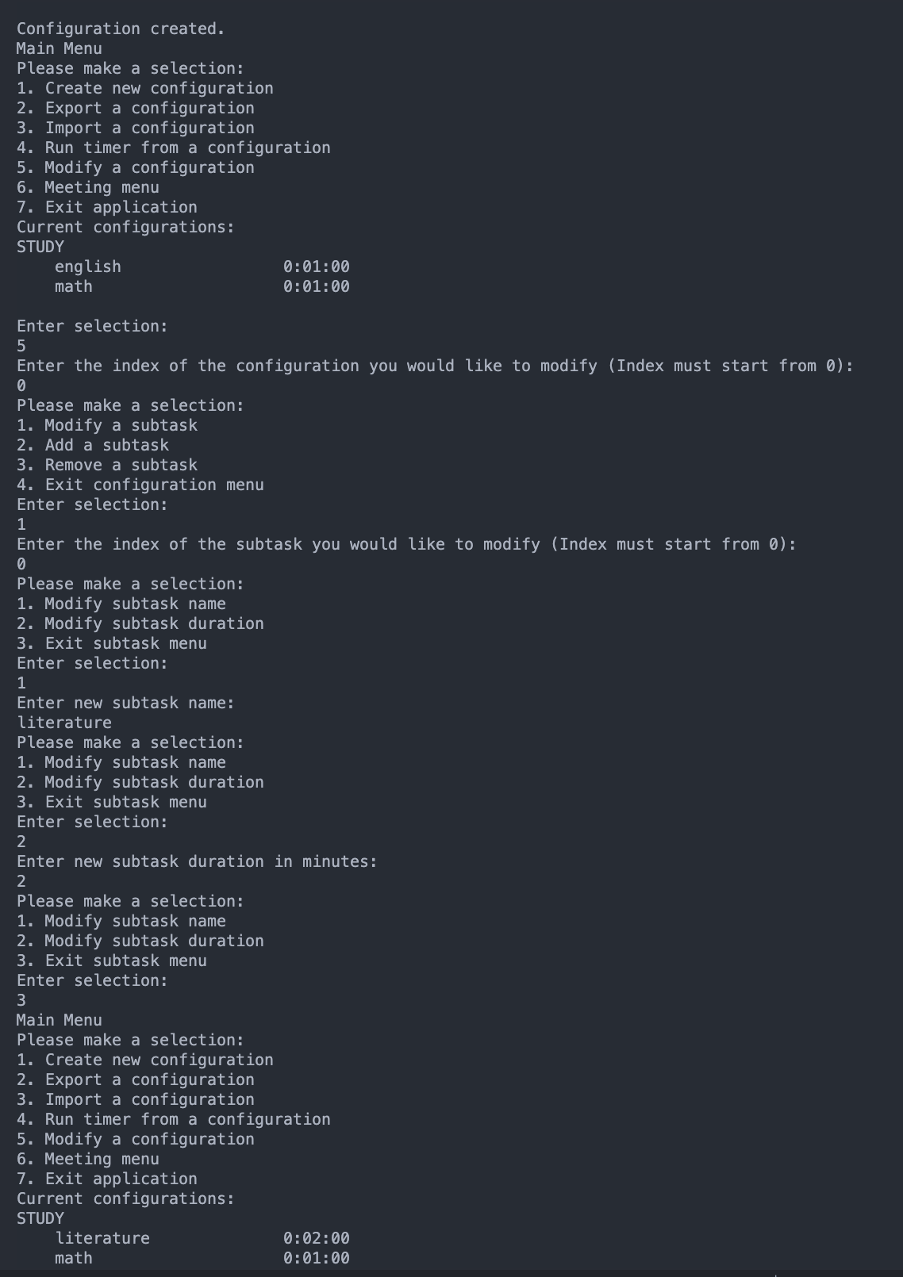 Configuration created.
Main Menu
Please make a selection:
1. Create new configuration
2. Export a configuration
3. Import a configuration
4. Run timer from a configuration
5. Modify a configuration
6. Meeting menu
7. Exit application
Current configurations:
STUDY
    english                 0:01:00
    math                    0:01:00

Enter selection:
5
Enter the index of the configuration you would like to modify (Index must start from 0):
0
Please make a selection:
1. Modify a subtask
2. Add a subtask
3. Remove a subtask
4. Exit configuration menu
Enter selection:
1
Enter the index of the subtask you would like to modify (Index must start from 0):
0
Please make a selection:
1. Modify subtask name
2. Modify subtask duration
3. Exit subtask menu
Enter selection:
1
Enter new subtask name:
literature
Please make a selection:
1. Modify subtask name
2. Modify subtask duration
3. Exit subtask menu
Enter selection:
2
Enter new subtask duration in minutes:
2
Please make a selection:
1. Modify subtask name
2. Modify subtask duration
3. Exit subtask menu
Enter selection:
3
Main Menu
Please make a selection:
1. Create new configuration
2. Export a configuration
3. Import a configuration
4. Run timer from a configuration
5. Modify a configuration
6. Meeting menu
7. Exit application
Current configurations:
STUDY
    literature              0:02:00
    math                    0:01:00